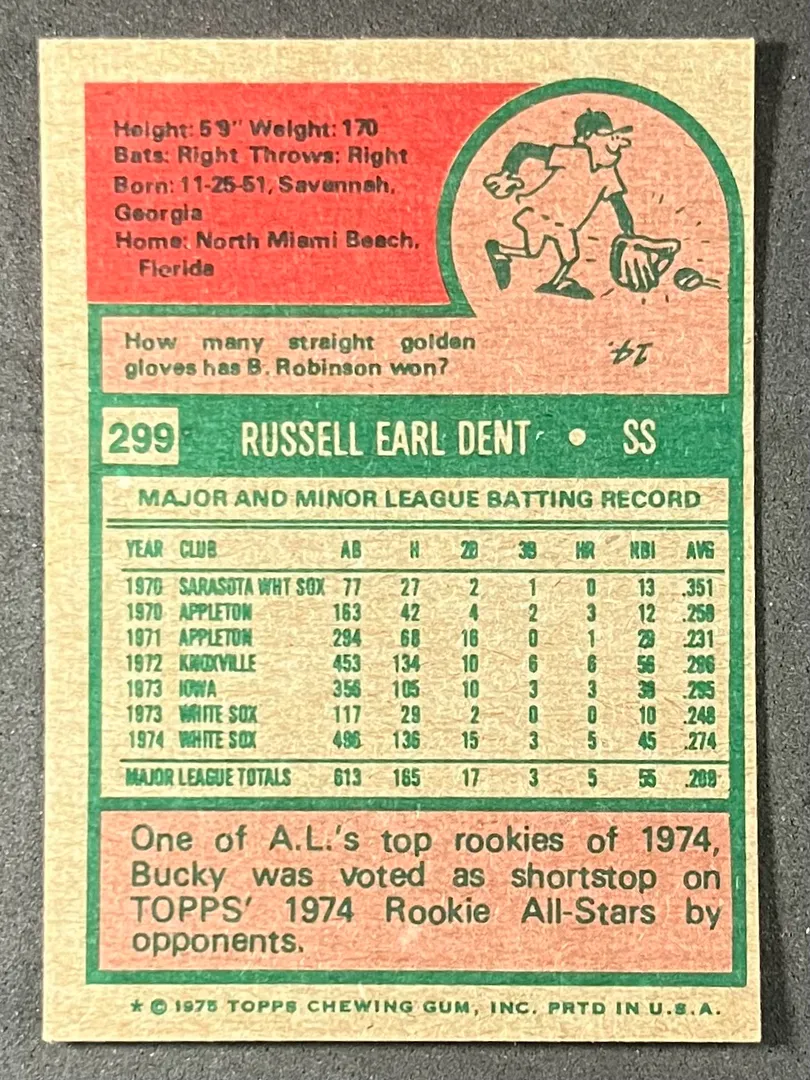 Height: 5'9" Weight: 170
Bats: Right Throws: Right
Born: 11-25-51, Savannah,
Georgia
Home: North Miami Beach,
Florida
How many straight golden
gloves has B. Robinson won?
14.
299 RUSSELL EARL DENT • SS
MAJOR AND MINOR LEAGUE BATTING RECORD
YEAR CLUB AB H 2B 3B HR RBI AVG
1970 SARASOTA WHT SOX 77 27 2 1 0 13 .351
1970 APPLETON 163 42 4 2 3 12 .258
1971 APPLETON 294 68 16 0 1 29 .231
1972 KNOXVILLE 453 134 10 6 6 56 .296
1973 IOWA 356 105 10 3 3 39 .295
1973 WHITE SOX 117 29 2 0 0 10 .248
1974 WHITE SOX 496 136 15 3 5 45 .274
MAJOR LEAGUE TOTALS 613 165 17 3 5 55 .269
One of A.L.'s top rookies of 1974,
Bucky was voted as shortstop on
TOPPS' 1974 Rookie All-Stars by
opponents.
* © 1975 TOPPS CHEWING GUM, INC. PRTD IN U.S.A.